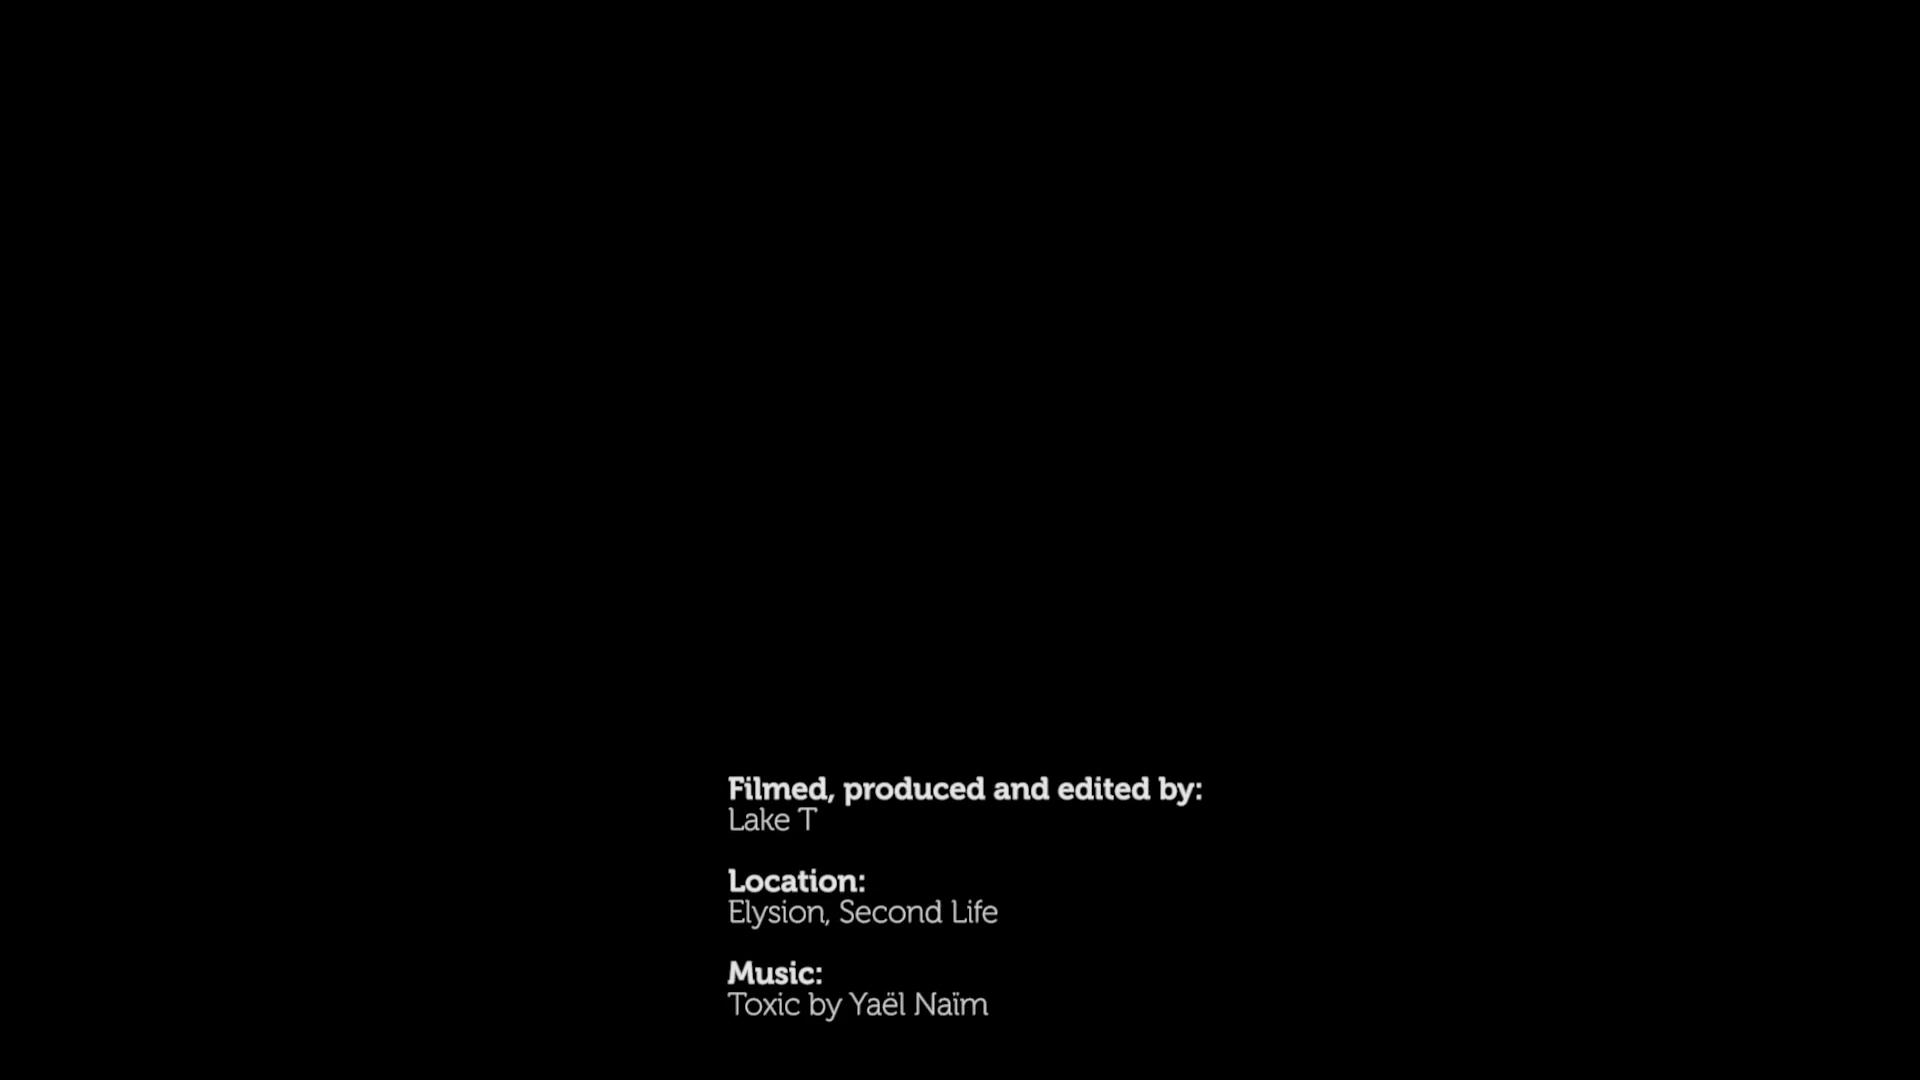 Filmed, produced and edited by:
Lake T
Location:
Elysion, Second Life
Music:
Toxic by Yaël Naïm